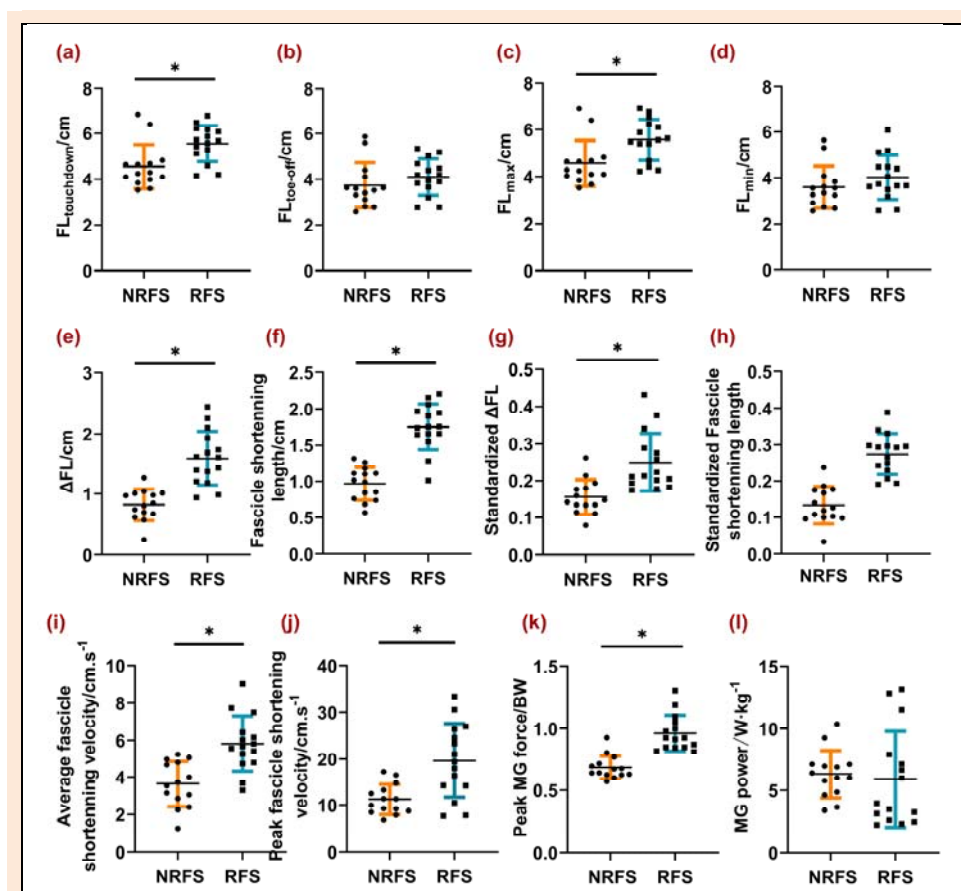 (a)
*
8
6
4
2
0
FLtouchdown/cm
NRFS RFS
(b)
8
6
4
2
0
FLtoe-off/cm
NRFS RFS
(c)
*
8
6
4
2
0
FLmax/cm
NRFS RFS
(d)
8
6
4
2
0
FLmin/cm
NRFS RFS
(e)
*
3
2
1
0
ΔFL/cm
NRFS RFS
(f)
*
2.5
2.0
1.5
1.0
0.5
0.0
Fascicle shortenning
length/cm
NRFS RFS
(g)
*
0.5
0.4
0.3
0.2
0.1
0.0
Standardized ΔFL
NRFS RFS
(h)
0.5
0.4
0.3
0.2
0.1
0.0
Standardized Fascicle
shortenning length
NRFS RFS
(i)
*
10
8
6
4
2
0
Average fascicle
shortenning velocity/cm.s⁻¹
NRFS RFS
(j)
*
40
30
20
10
0
Peak fascicle shortening
velocity/cm.s⁻¹
NRFS RFS
(k)
*
1.5
1.0
0.5
0.0
Peak MG force/BW
NRFS RFS
(l)
15
10
5
0
MG power/W·kg⁻¹
NRFS RFS